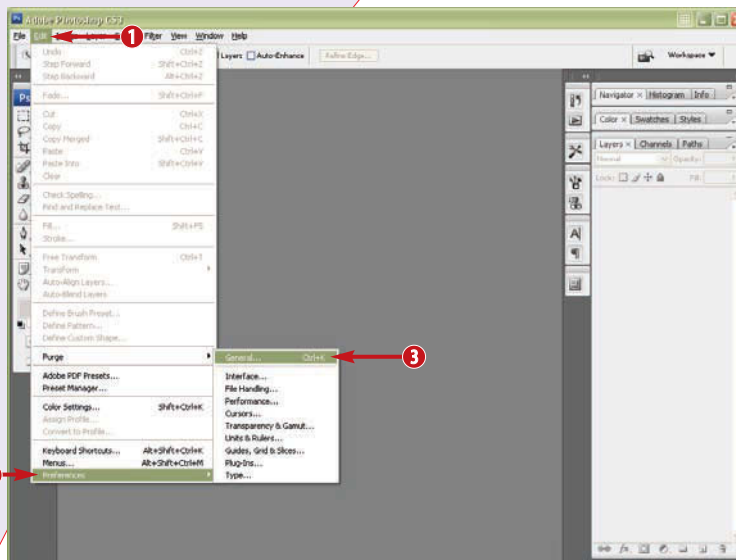 Adobe Photoshop CS3
File Edit Layer Filter View Window Help
1
Layers Auto-Enhance Refine Edge... Workspace
Undo Ctrl+Z
Step Forward Shift+Ctrl+Z
Step Backward Alt+Ctrl+Z
Fade... Shift+Ctrl+F
Cut Ctrl+X
Copy Ctrl+C
Copy Merged Shift+Ctrl+C
Paste Ctrl+V
Paste Into Shift+Ctrl+V
Clear
Check Spelling...
Find and Replace Text...
Fill... Shift+F5
Stroke...
Free Transform Ctrl+T
Transform
Auto-Align Layers...
Auto-Blend Layers
Define Brush Preset...
Define Pattern...
Define Custom Shape...
Purge
Adobe PDF Presets...
Preset Manager...
Color Settings... Shift+Ctrl+K
Assign Profile...
Convert to Profile...
Keyboard Shortcuts... Alt+Shift+Ctrl+K
Menus... Alt+Shift+Ctrl+M
Preferences
General... Ctrl+K
3
Interface...
File Handling...
Performance...
Cursors...
Transparency & Gamut...
Units & Rulers...
Guides, Grid & Slices...
Plug-Ins...
Type...
Ps
Navigator x Histogram Info
Color x Swatches Styles
Layers x Channels Paths
Normal Opacity:
Lock: Fill: